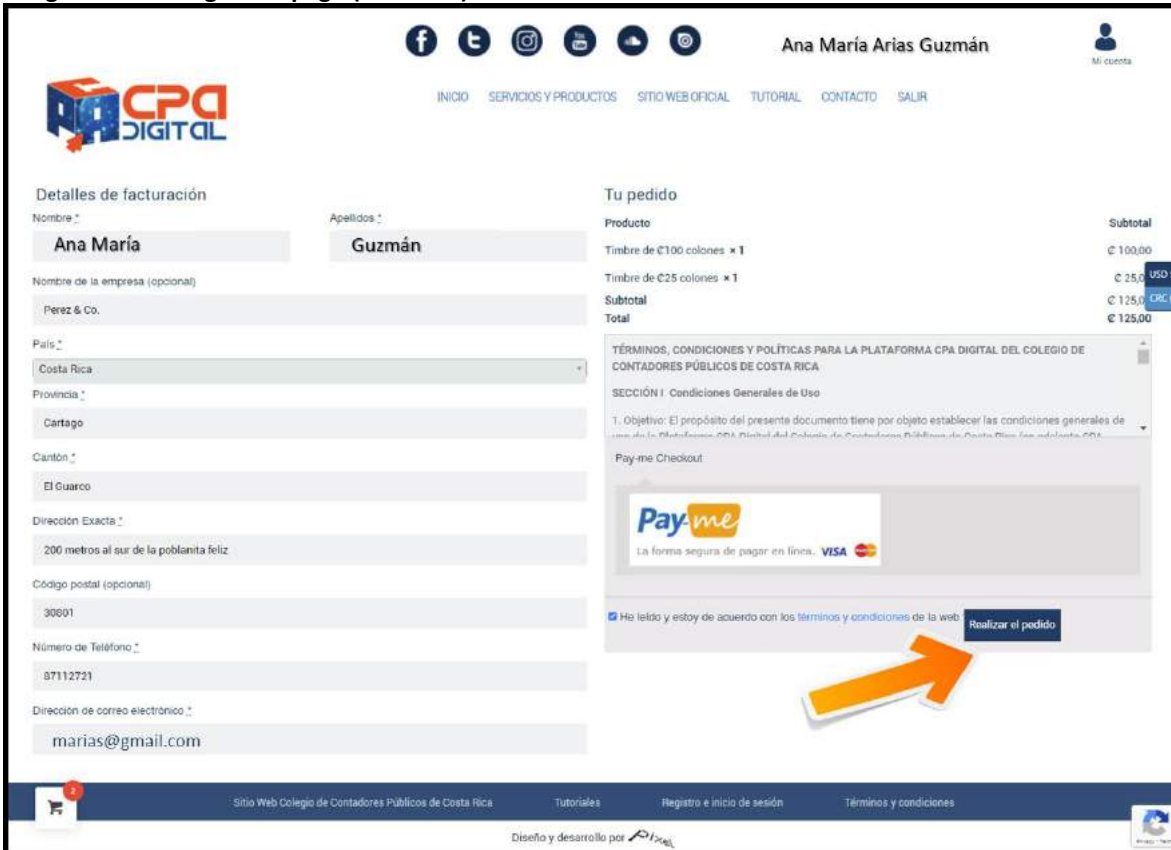 Ana María Arias Guzmán
Mi cuenta
CPA
DIGITAL
INICIO SERVICIOS Y PRODUCTOS SITIO WEB OFICIAL TUTORIAL CONTACTO SALIR
Detalles de facturación
Nombre *
Apellidos *
Ana María
Guzmán
Nombre de la empresa (opcional)
Perez & Co.
País *
Costa Rica
Provincia *
Cartago
Cantón *
El Guarco
Dirección Exacta *
200 metros al sur de la poblanita feliz
Código postal (opcional)
30801
Número de Teléfono *
87112721
Dirección de correo electrónico *
marias@gmail.com
Tu pedido
Producto Subtotal
Timbre de ₡100 colones × 1 ₡ 100,00
Timbre de ₡25 colones × 1 ₡ 25,0
USD
Subtotal ₡ 125,0
CRC
Total ₡ 125,00
TÉRMINOS, CONDICIONES Y POLÍTICAS PARA LA PLATAFORMA CPA DIGITAL DEL COLEGIO DE
CONTADORES PÚBLICOS DE COSTA RICA
SECCIÓN I Condiciones Generales de Uso
1. Objetivo: El propósito del presente documento tiene por objeto establecer las condiciones generales de
Pay-me Checkout
Pay-me
La forma segura de pagar en línea. VISA
He leído y estoy de acuerdo con los términos y condiciones de la web
Realizar el pedido
2
Sitio Web Colegio de Contadores Públicos de Costa Rica Tutoriales Registro e inicio de sesión Términos y condiciones
Diseño y desarrollo por Pixel